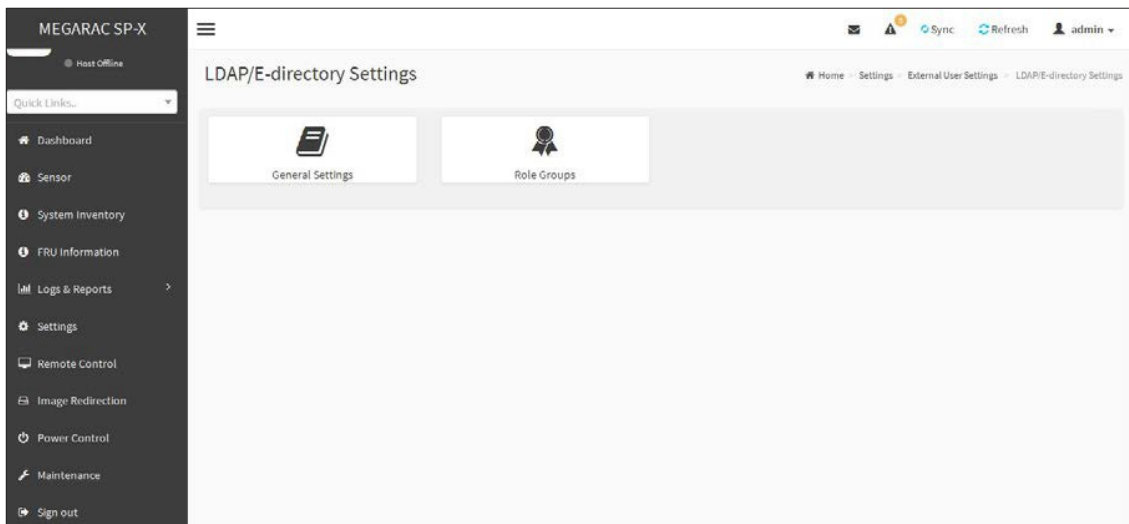 MEGARAC SP-X
Host Offline
Quick Links..
Dashboard
Sensor
System Inventory
FRU Information
Logs & Reports
Settings
Remote Control
Image Redirection
Power Control
Maintenance
Sign out
Sync
Refresh
admin
LDAP/E-directory Settings
Home
Settings
External User Settings
LDAP/E-directory Settings
General Settings
Role Groups